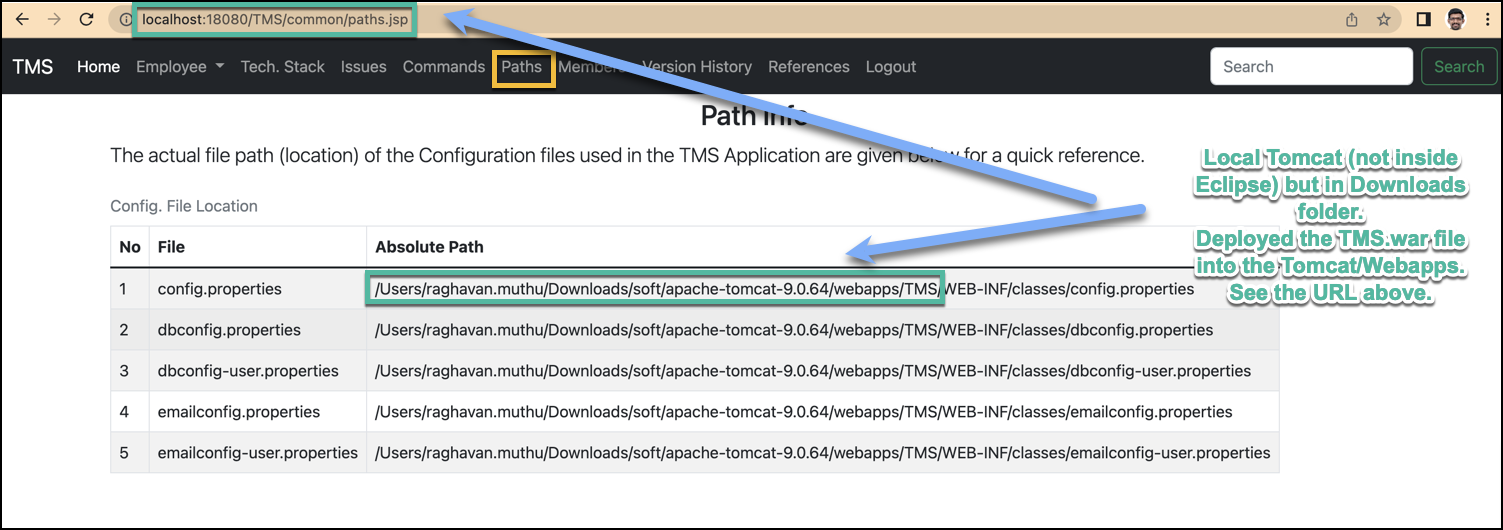 localhost:18080/TMS/common/paths.jsp
TMS Home Employee Tech. Stack Issues Commands Paths Members Version History References Logout Search Search
Path Info
The actual file path (location) of the Configuration files used in the TMS Application are given below for a quick reference.
Local Tomcat (not inside
Eclipse) but in Downloads
folder.
Deployed the TMS.war file
into the Tomcat/Webapps.
See the URL above.
Config. File Location
No File Absolute Path
1 config.properties /Users/raghavan.muthu/Downloads/soft/apache-tomcat-9.0.64/webapps/TMS/WEB-INF/classes/config.properties
2 dbconfig.properties /Users/raghavan.muthu/Downloads/soft/apache-tomcat-9.0.64/webapps/TMS/WEB-INF/classes/dbconfig.properties
3 dbconfig-user.properties /Users/raghavan.muthu/Downloads/soft/apache-tomcat-9.0.64/webapps/TMS/WEB-INF/classes/dbconfig-user.properties
4 emailconfig.properties /Users/raghavan.muthu/Downloads/soft/apache-tomcat-9.0.64/webapps/TMS/WEB-INF/classes/emailconfig.properties
5 emailconfig-user.properties /Users/raghavan.muthu/Downloads/soft/apache-tomcat-9.0.64/webapps/TMS/WEB-INF/classes/emailconfig-user.properties